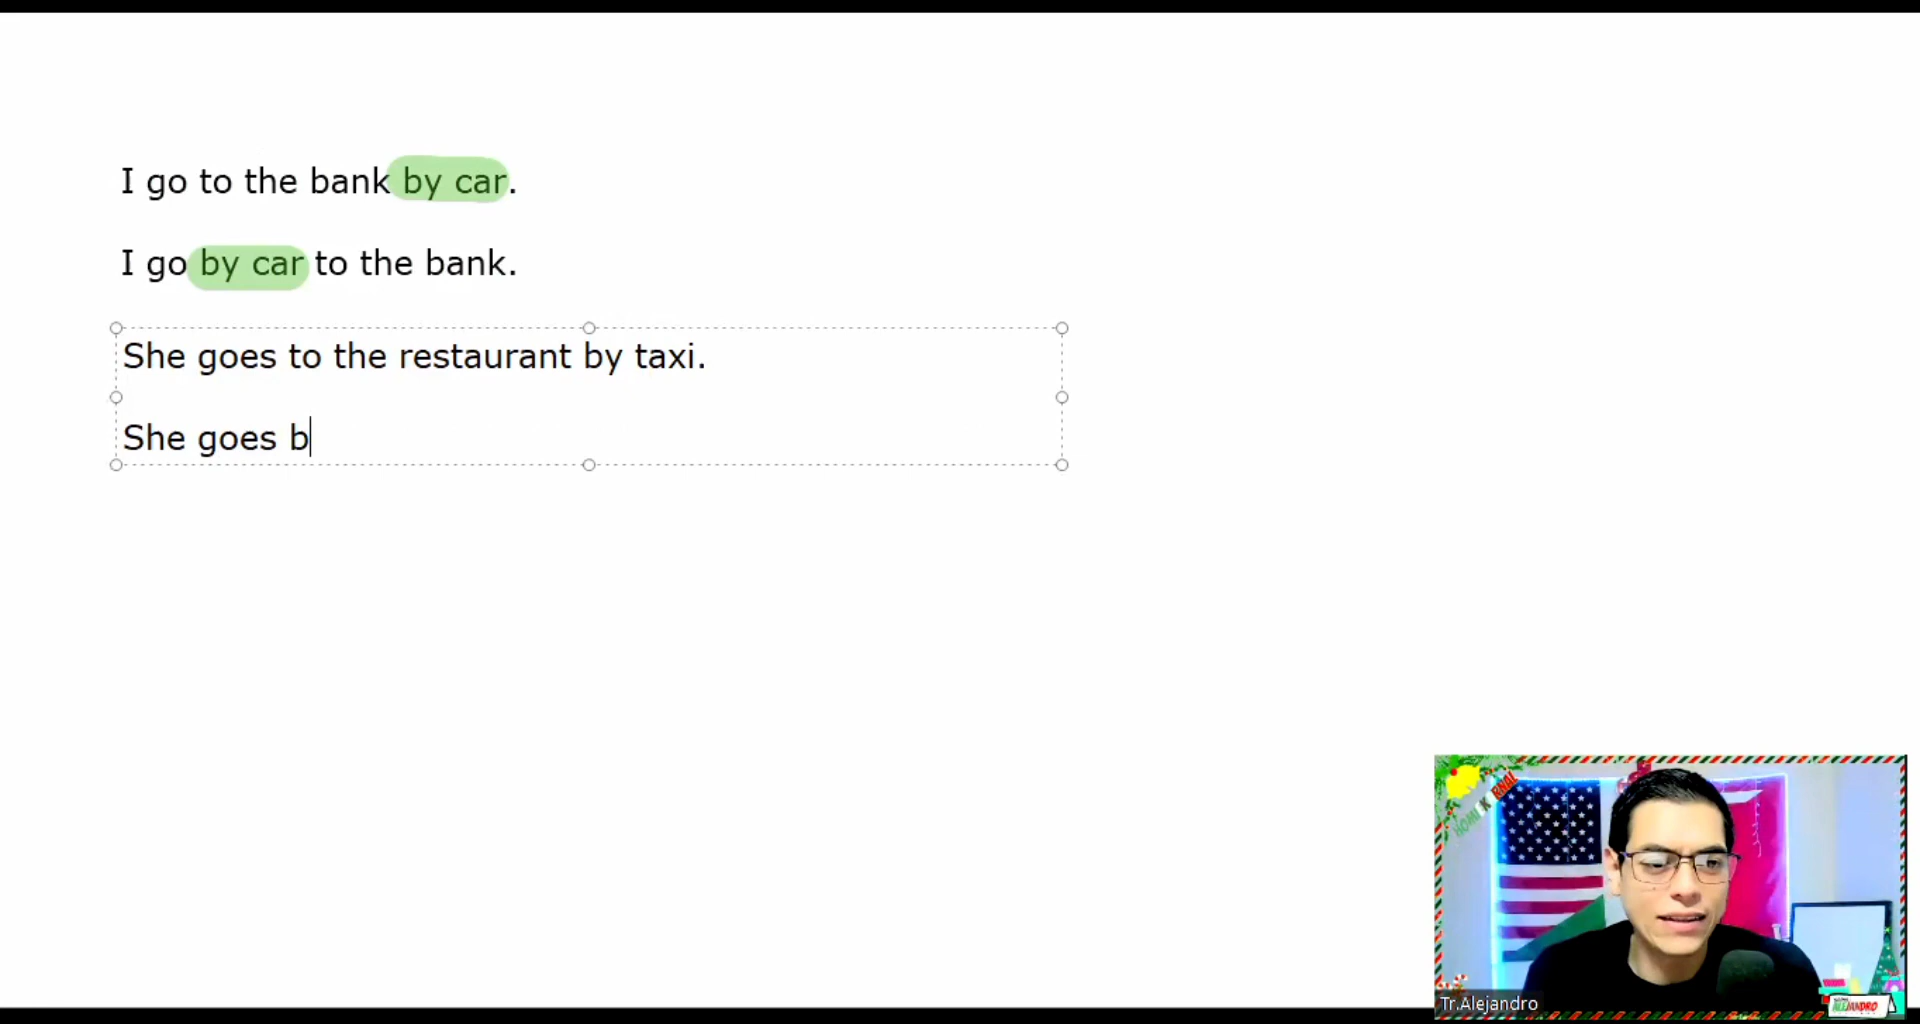 I go to the bank by car.
I go by car to the bank.
She goes to the restaurant by taxi.
She goes b
Tr.Alejandro
ALEJANDRO